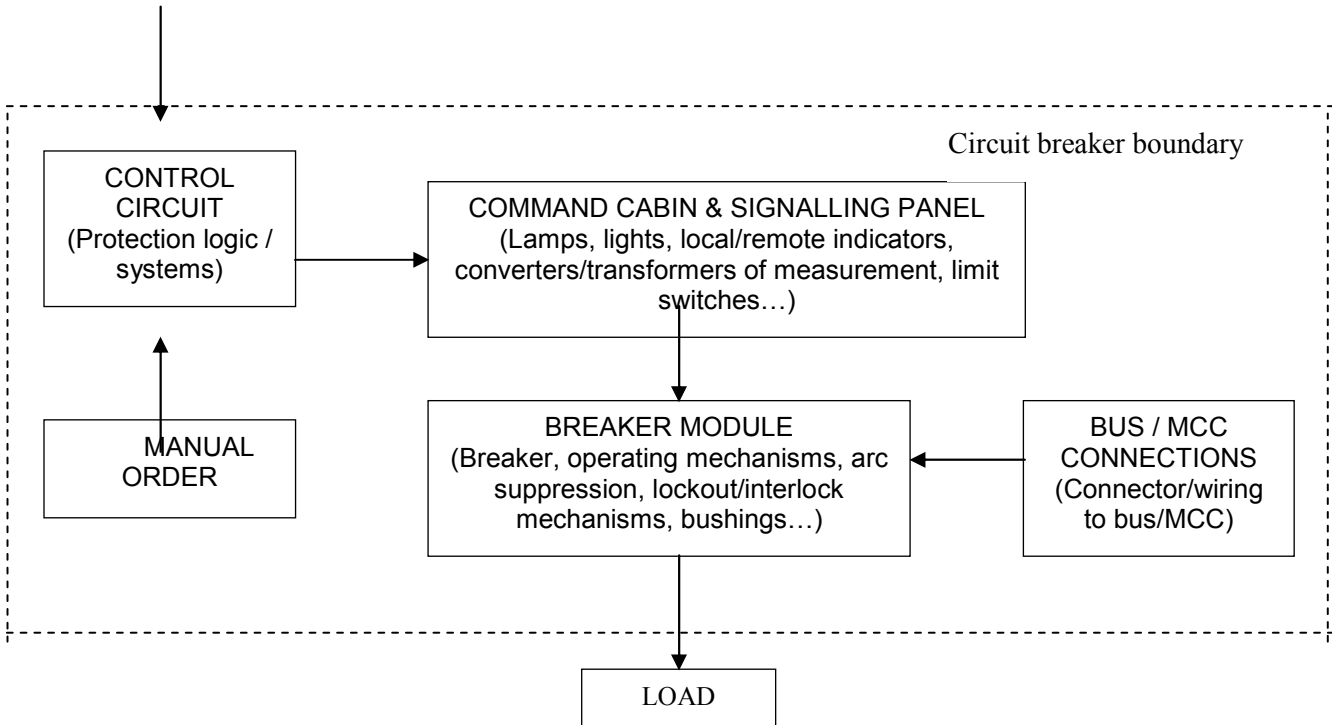 Circuit breaker boundary
CONTROL
CIRCUIT
(Protection logic /
systems)
COMMAND CABIN & SIGNALLING PANEL
(Lamps, lights, local/remote indicators,
converters/transformers of measurement, limit
switches…)
MANUAL
ORDER
BREAKER MODULE
(Breaker, operating mechanisms, arc
suppression, lockout/interlock
mechanisms, bushings…)
BUS / MCC
CONNECTIONS
(Connector/wiring
to bus/MCC)
LOAD